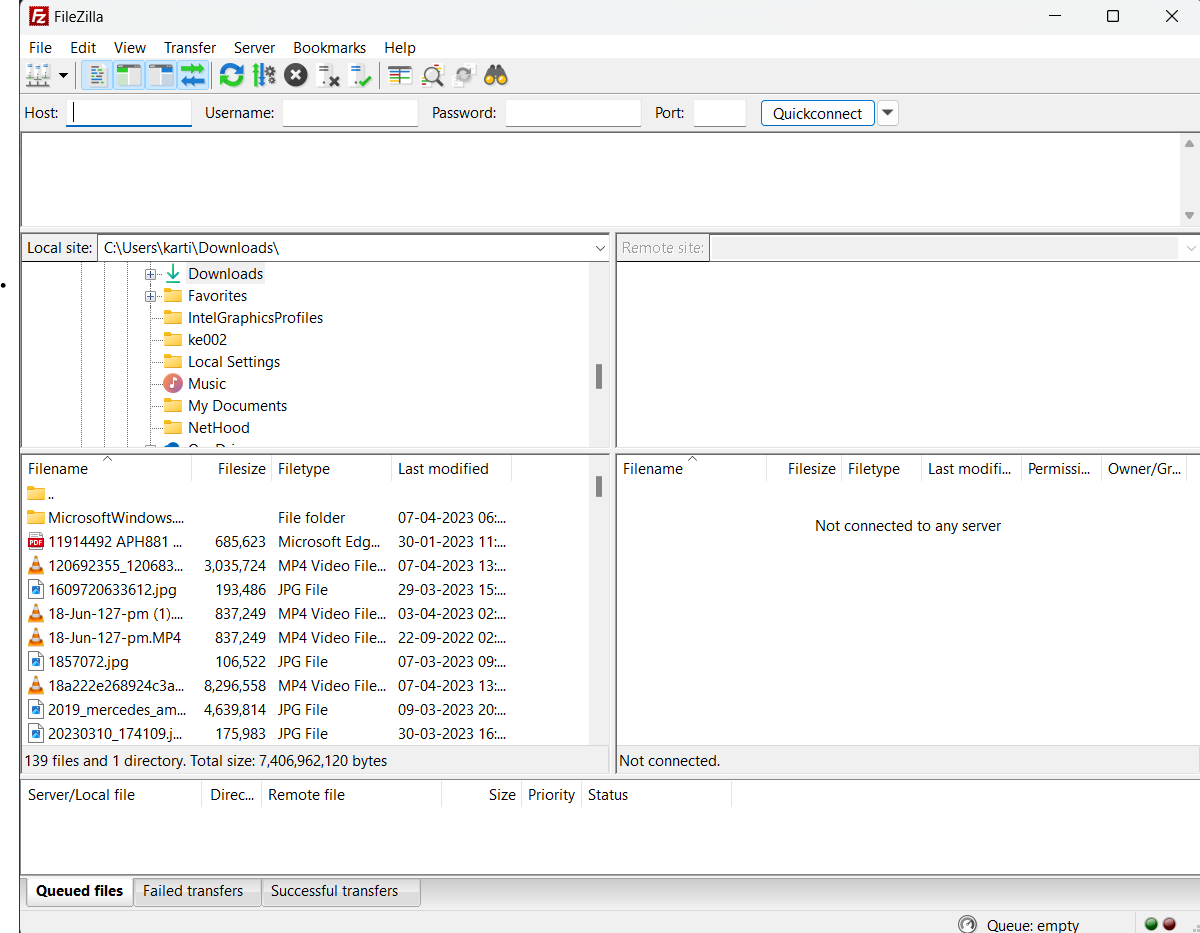 FileZilla
File Edit View Transfer Server Bookmarks Help
Host: Username: Password: Port: Quickconnect
Local site: C:\Users\karti\Downloads\
Remote site:
Downloads
Favorites
IntelGraphicsProfiles
ke002
Local Settings
Music
My Documents
NetHood
Filename Filesize Filetype Last modified
..
MicrosoftWindows.... File folder 07-04-2023 06:...
11914492 APH881 ... 685,623 Microsoft Edg... 30-01-2023 11:...
120692355_120683... 3,035,724 MP4 Video File... 07-04-2023 13:...
1609720633612.jpg 193,486 JPG File 29-03-2023 15:...
18-Jun-127-pm (1).... 837,249 MP4 Video File... 03-04-2023 02:...
18-Jun-127-pm.MP4 837,249 MP4 Video File... 22-09-2022 02:...
1857072.jpg 106,522 JPG File 07-03-2023 09:...
18a222e268924c3a... 8,296,558 MP4 Video File... 07-04-2023 13:...
2019_mercedes_am... 4,639,814 JPG File 09-03-2023 20:...
20230310_174109.j... 175,983 JPG File 30-03-2023 16:...
139 files and 1 directory. Total size: 7,406,962,120 bytes
Filename Filesize Filetype Last modifi... Permissi... Owner/Gr...
Not connected to any server
Not connected.
Server/Local file Direc... Remote file Size Priority Status
Queued files Failed transfers Successful transfers
Queue: empty